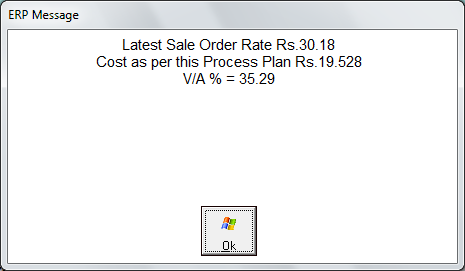 ERP Message
Latest Sale Order Rate Rs.30.18
Cost as per this Process Plan Rs.19.528
V/A % = 35.29
Ok